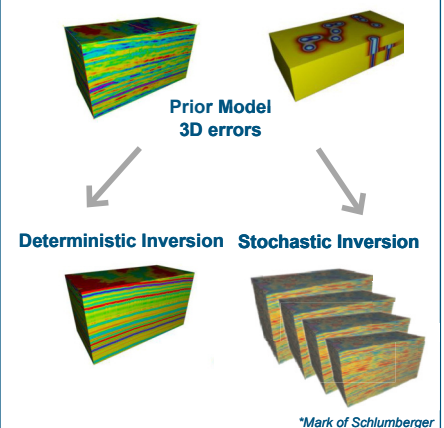 Prior Model
3D errors
Deterministic Inversion
Stochastic Inversion
*Mark of Schlumberger